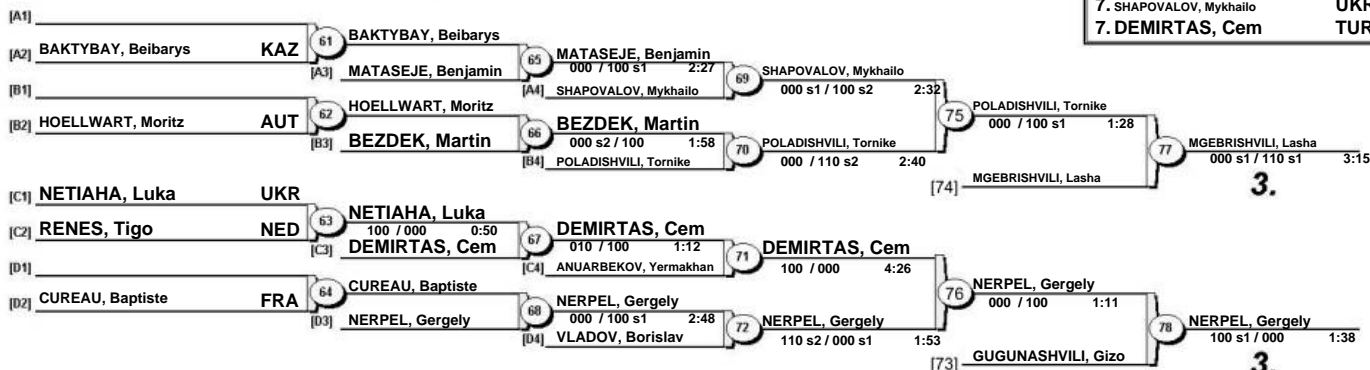 7. SHAPOVALOV, Mykhailo UKR
7. DEMIRTAS, Cem TUR
[A1]
[A2] BAKTYBAY, Beibarys KAZ
61 BAKTYBAY, Beibarys
[A3] MATASEJE, Benjamin
65 MATASEJE, Benjamin
000 / 100 s1 2:27
[A4] SHAPOVALOV, Mykhailo
69 SHAPOVALOV, Mykhailo
000 s1 / 100 s2 2:32
[B1]
[B2] HOELLWART, Moritz AUT
62 HOELLWART, Moritz
[B3] BEZDEK, Martin
66 BEZDEK, Martin
000 s2 / 100 1:58
[B4] POLADISHVILI, Tornike
70 POLADISHVILI, Tornike
000 / 110 s2 2:40
75 POLADISHVILI, Tornike
000 / 100 s1 1:28
[74] MGEBRISHVILI, Lasha
77 MGEBRISHVILI, Lasha
000 s1 / 110 s1 3:15
3.
[C1] NETIAHA, Luka UKR
[C2] RENES, Tigo NED
63 NETIAHA, Luka
100 / 000 0:50
[C3] DEMIRTAS, Cem
67 DEMIRTAS, Cem
010 / 100 1:12
[C4] ANUARBEKOV, Yermakhan
71 DEMIRTAS, Cem
100 / 000 4:26
[D1]
[D2] CUREAU, Baptiste FRA
64 CUREAU, Baptiste
[D3] NERPEL, Gergely
68 NERPEL, Gergely
000 / 100 s1 2:48
[D4] VLADOV, Borislav
72 NERPEL, Gergely
110 s2 / 000 s1 1:53
76 NERPEL, Gergely
000 / 100 1:11
[73] GUGUNASHVILI, Gizo
78 NERPEL, Gergely
100 s1 / 000 1:38
3.